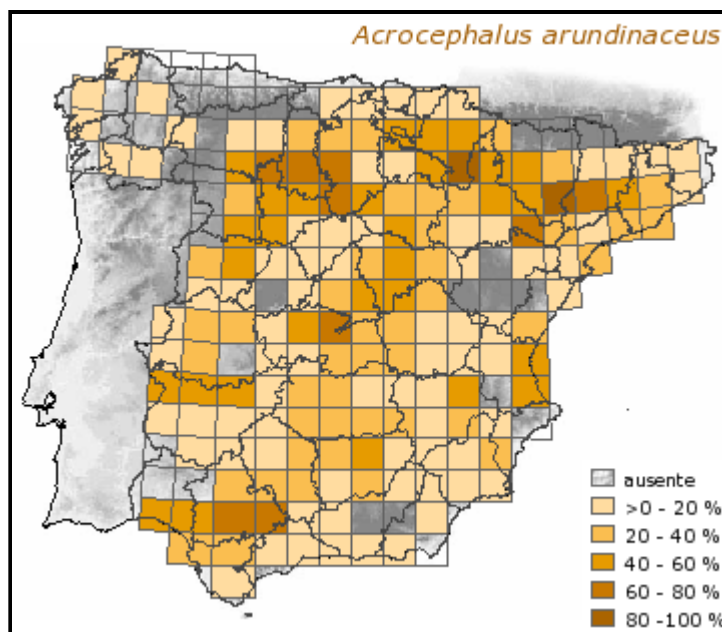 Acrocephalus arundinaceus
ausente
>0 - 20 %
20 - 40 %
40 - 60 %
60 - 80 %
80 -100 %